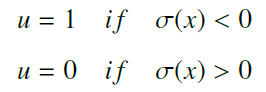 u = 1 if σ(x) < 0
u = 0 if σ(x) > 0